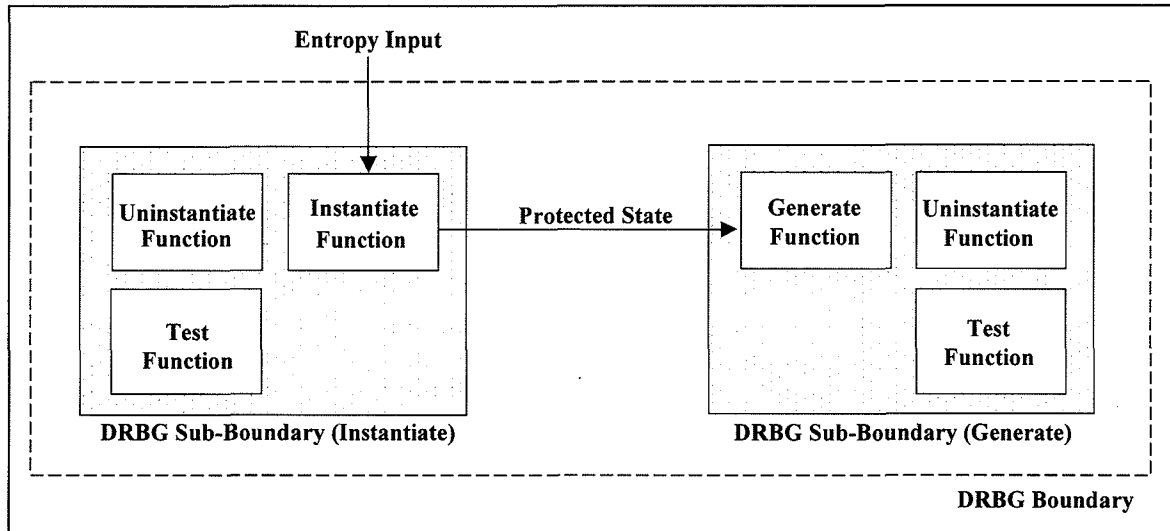 Entropy Input
Uninstantiate
Function
Instantiate
Function
Protected State
Generate
Function
Uninstantiate
Function
Test
Function
Test
Function
DRBG Sub-Boundary (Instantiate)
DRBG Sub-Boundary (Generate)
DRBG Boundary